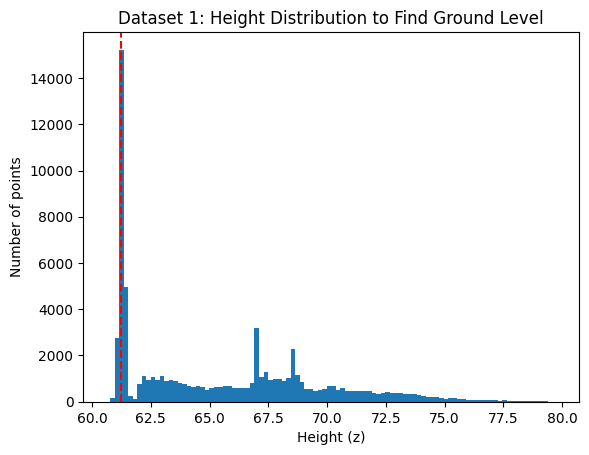 Dataset 1: Height Distribution to Find Ground Level
Number of points
14000
12000
10000
8000
6000
4000
2000
0
60.0 62.5 65.0 67.5 70.0 72.5 75.0 77.5 80.0
Height (z)